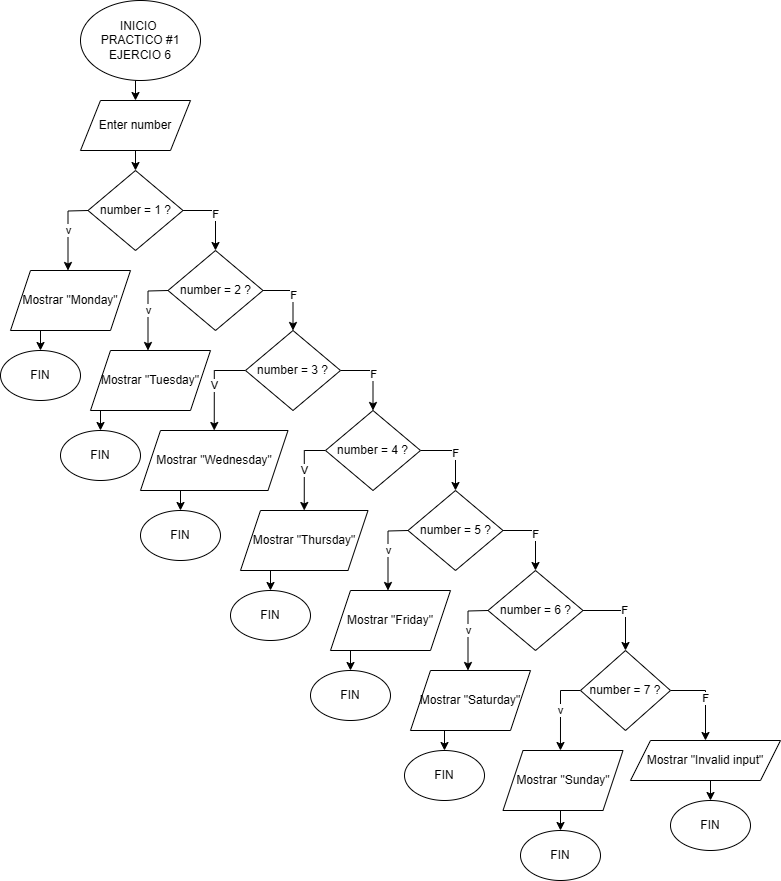 INICIO
PRACTICO #1
EJERCIO 6
Enter number
number = 1 ?
v
F
Mostrar "Monday"
FIN
number = 2 ?
v
F
Mostrar "Tuesday"
FIN
number = 3 ?
V
F
Mostrar "Wednesday"
FIN
number = 4 ?
V
F
Mostrar "Thursday"
FIN
number = 5 ?
v
F
Mostrar "Friday"
FIN
number = 6 ?
v
F
Mostrar "Saturday"
FIN
number = 7 ?
v
F
Mostrar "Sunday"
FIN
Mostrar "Invalid input"
FIN